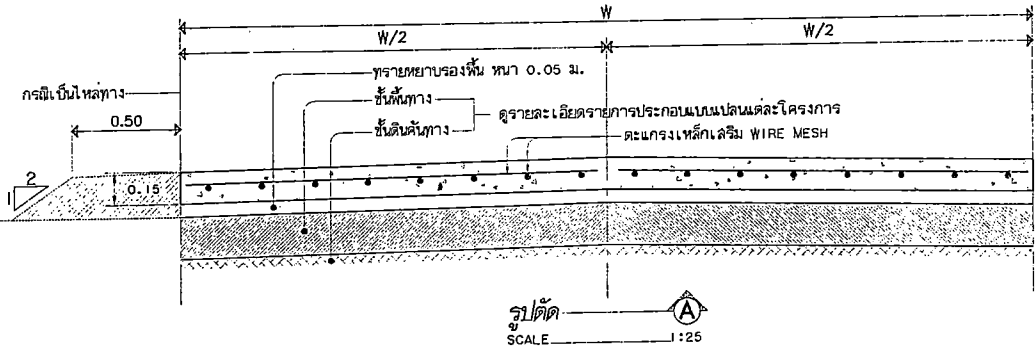 W
W/2
W/2
ทรายหยาบรองพื้น หนา 0.05 ม.
กรณีเป็นไหล่ทาง
ชั้นพื้นทาง
ดูรายละเอียดรายการประกอบแบบแปลนแต่ละโครงการ
0.50
ชั้นดินคันทาง
ตะแกรงเหล็กเสริม WIRE MESH
2
1
0.15
รูปตัด
A
SCALE 1:25